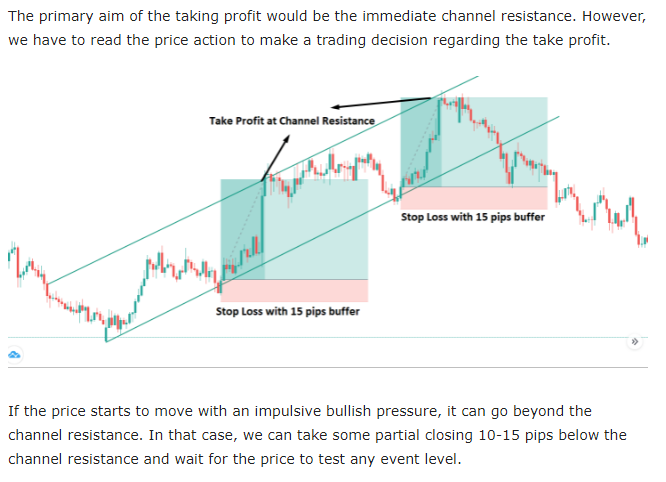 The primary aim of the taking profit would be the immediate channel resistance. However,
we have to read the price action to make a trading decision regarding the take profit.
Take Profit at Channel Resistance
Stop Loss with 15 pips buffer
Stop Loss with 15 pips buffer
If the price starts to move with an impulsive bullish pressure, it can go beyond the
channel resistance. In that case, we can take some partial closing 10-15 pips below the
channel resistance and wait for the price to test any event level.